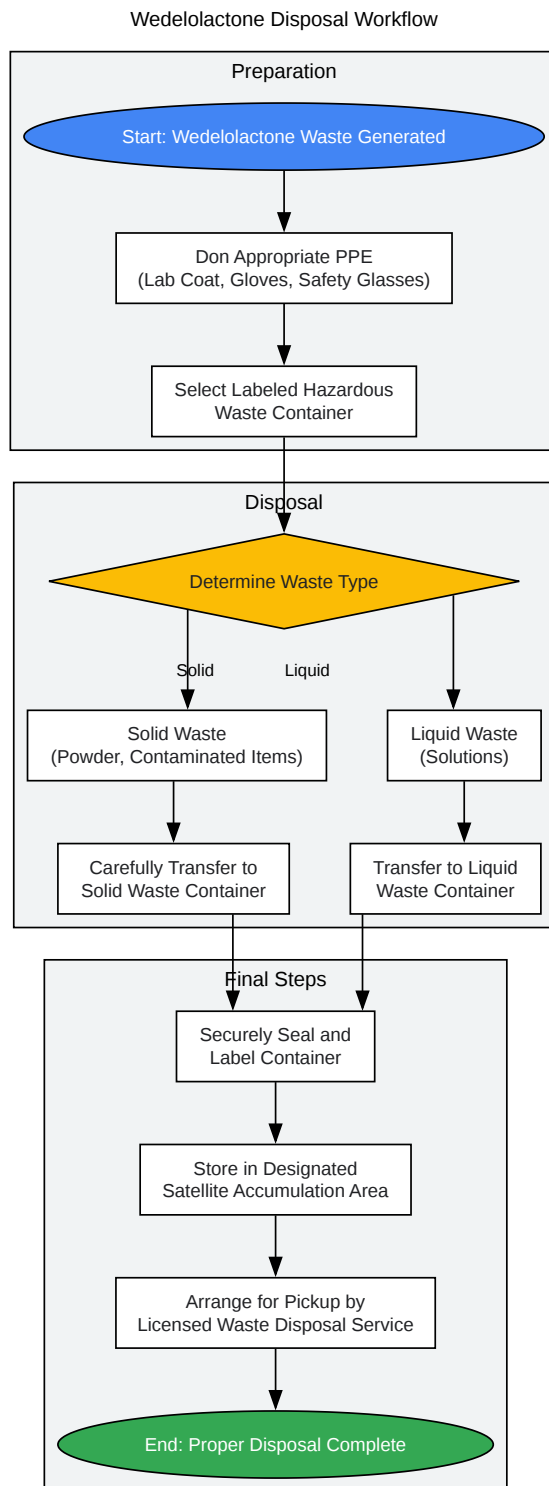 Wedelolactone Disposal Workflow
Preparation
Start: Wedelolactone Waste Generated
Don Appropriate PPE
(Lab Coat, Gloves, Safety Glasses)
Select Labeled Hazardous
Waste Container
Disposal
Determine Waste Type
Solid
Liquid
Solid Waste
(Powder, Contaminated Items)
Liquid Waste
(Solutions)
Carefully Transfer to
Solid Waste Container
Transfer to Liquid
Waste Container
Final Steps
Securely Seal and
Label Container
Store in Designated
Satellite Accumulation Area
Arrange for Pickup by
Licensed Waste Disposal Service
End: Proper Disposal Complete